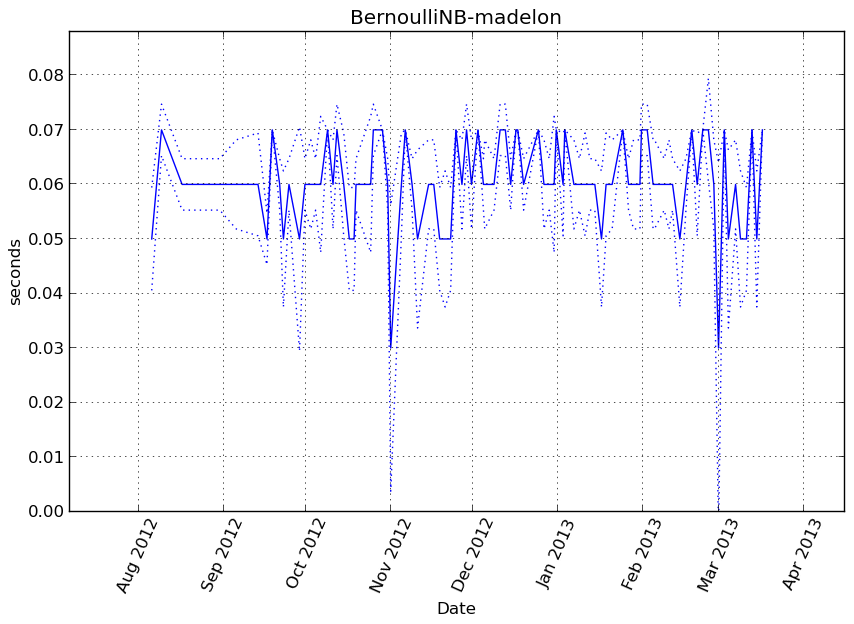 BernoulliNB-madelon
0.08
0.07
0.06
0.05
0.04
0.03
0.02
0.01
0.00
seconds
Aug 2012
Sep 2012
Oct 2012
Nov 2012
Dec 2012
Jan 2013
Feb 2013
Mar 2013
Apr 2013
Date